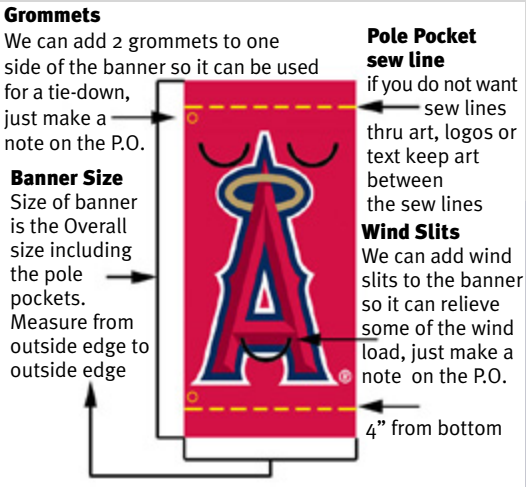 Grommets
We can add 2 grommets to one
side of the banner so it can be used
for a tie-down,
just make a
note on the P.O.
Banner Size
Size of banner
is the Overall
size including
the pole
pockets.
Measure from
outside edge to
outside edge
Pole Pocket
sew line
if you do not want
sew lines
thru art, logos or
text keep art
between
the sew lines
Wind Slits
We can add wind
slits to the banner
so it can relieve
some of the wind
load, just make a
note on the P.O.
4” from bottom
A
®